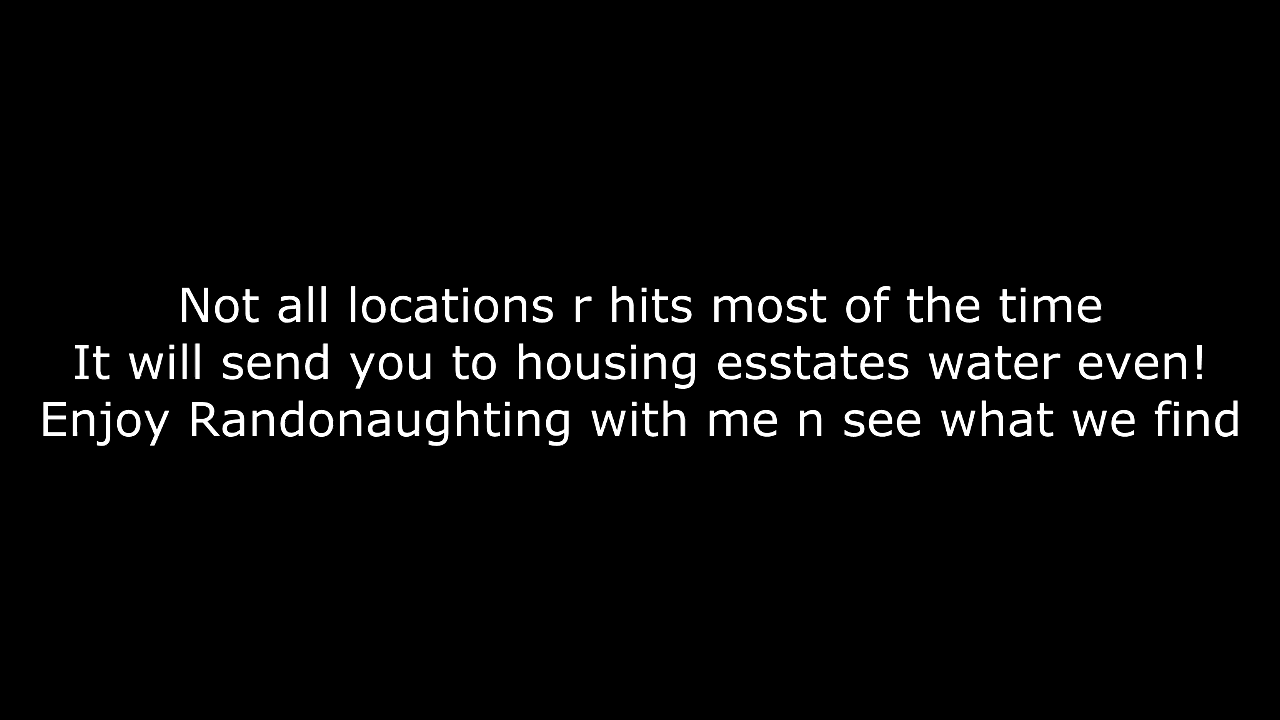 Not all locations r hits most of the time
It will send you to housing esstates water even!
Enjoy Randonaughting with me n see what we find